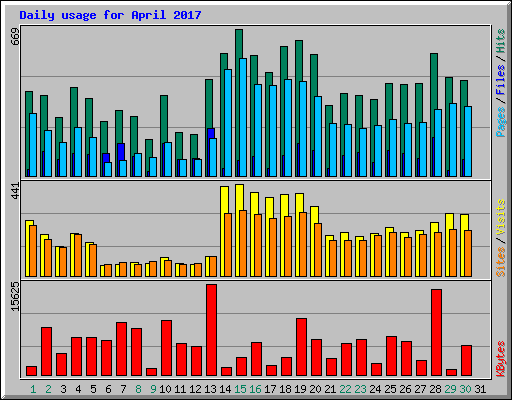 Daily usage for April 2017
669
Pages / Files / Hits
441
Sites / Visits
15625
KBytes
1 2 3 4 5 6 7 8 9 10 11 12 13 14 15 16 17 18 19 20 21 22 23 24 25 26 27 28 29 30 31